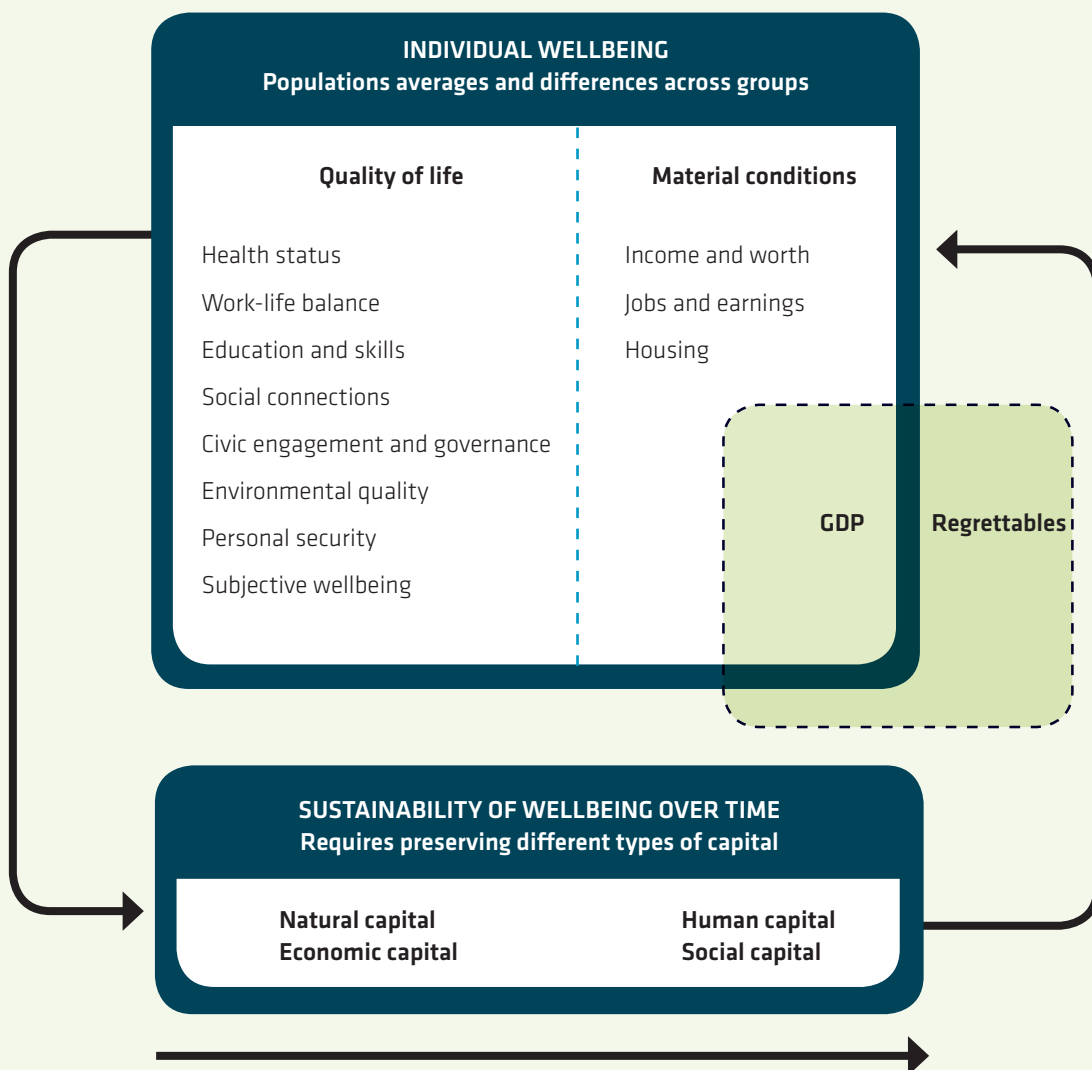 INDIVIDUAL WELLBEING
Populations averages and differences across groups
Quality of life
Health status
Work-life balance
Education and skills
Social connections
Civic engagement and governance
Environmental quality
Personal security
Subjective wellbeing
Material conditions
Income and worth
Jobs and earnings
Housing
GDP
Regrettables
SUSTAINABILITY OF WELLBEING OVER TIME
Requires preserving different types of capital
Natural capital
Economic capital
Human capital
Social capital